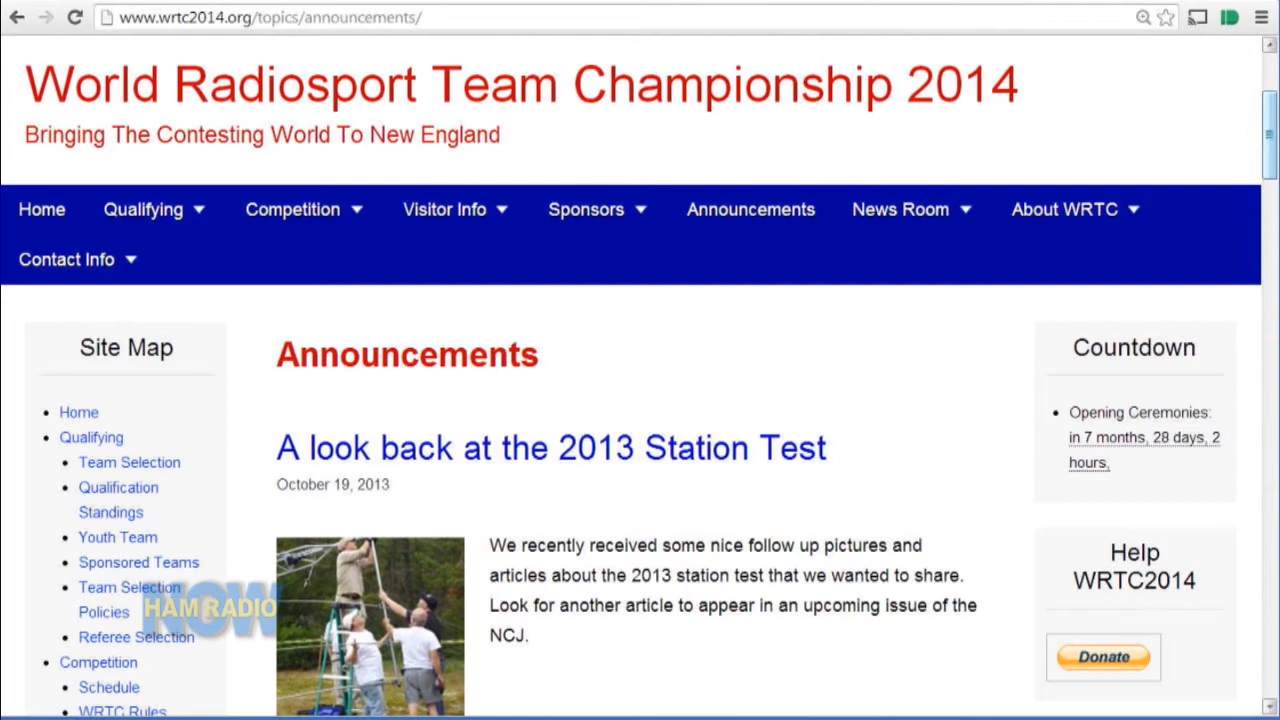 www.wrtc2014.org/topics/announcements/
World Radiosport Team Championship 2014
Bringing The Contesting World To New England
Home Qualifying Competition Visitor Info Sponsors Announcements News Room About WRTC
Contact Info
Site Map
Home
Qualifying
Team Selection
Qualification
Standings
Youth Team
Sponsored Teams
Team Selection
Policies
Referee Selection
Competition
Schedule
WRTC Rules
Announcements
A look back at the 2013 Station Test
October 19, 2013
We recently received some nice follow up pictures and
articles about the 2013 station test that we wanted to share.
Look for another article to appear in an upcoming issue of the
NCJ.
Countdown
Opening Ceremonies:
in 7 months, 28 days, 2
hours,
Help
WRTC2014
Donate
HAM RADIO
NOW